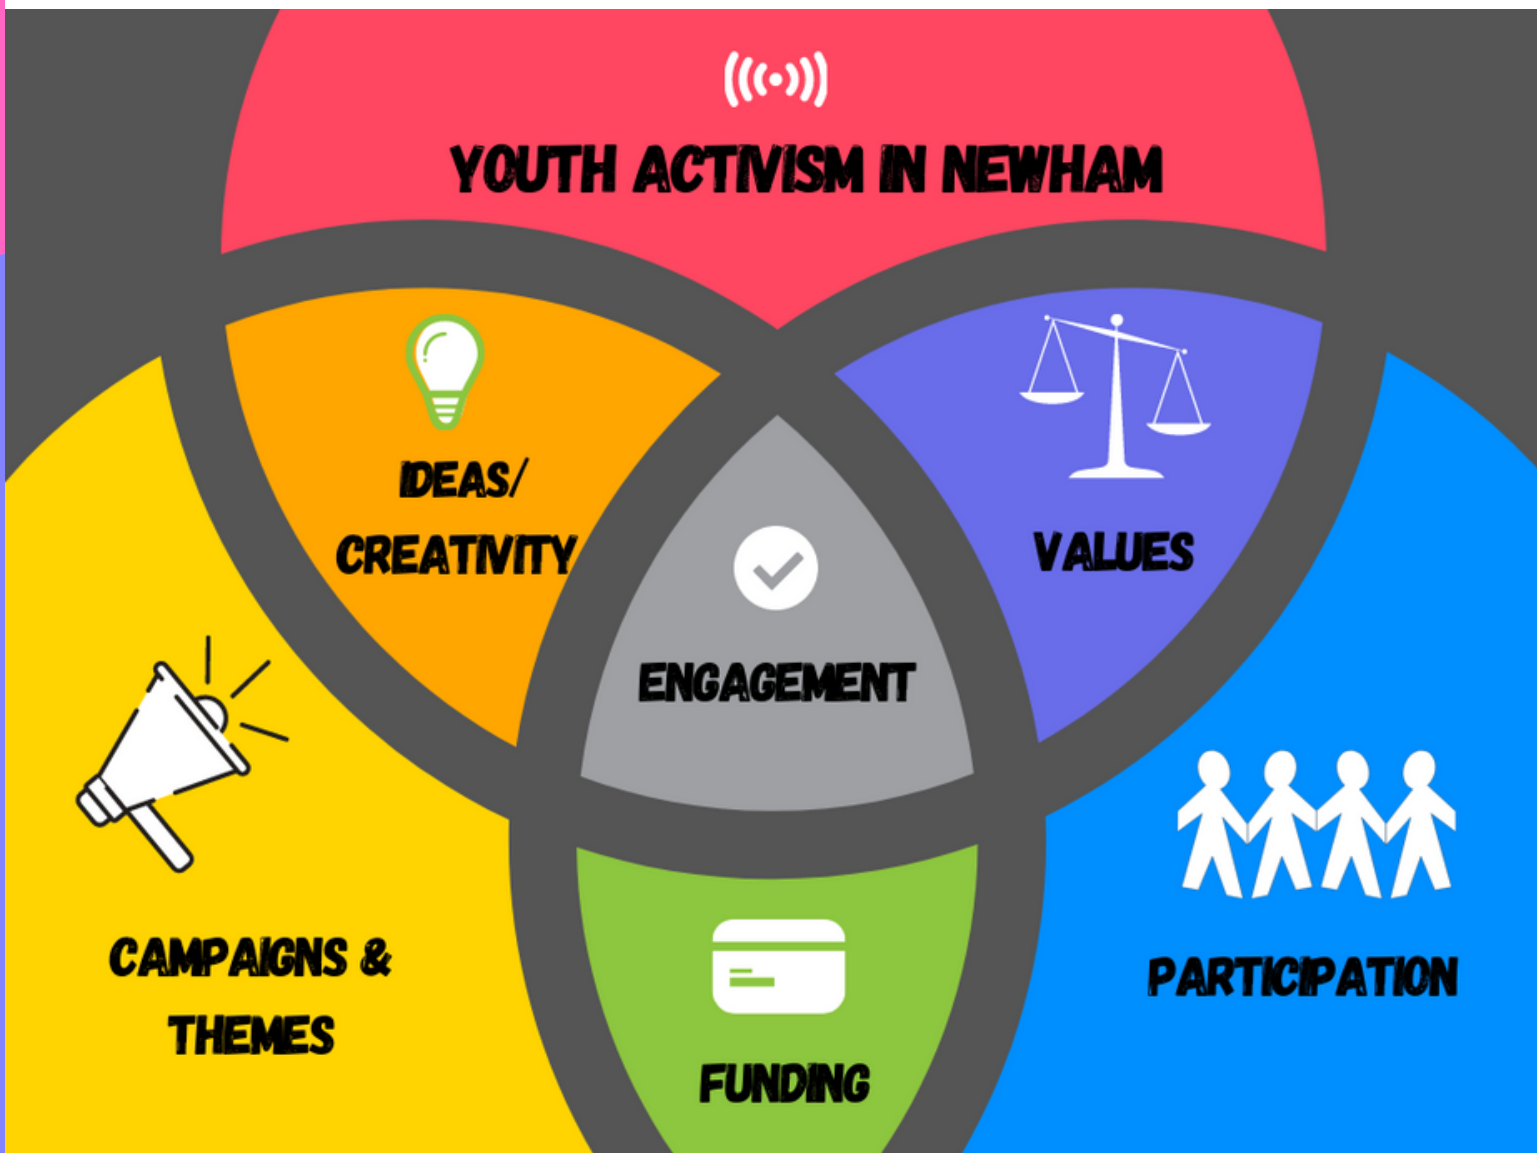 YOUTH ACTIVISM IN NEWHAM
IDEAS/
CREATIVITY
VALUES
ENGAGEMENT
CAMPAIGNS &
THEMES
PARTICIPATION
FUNDING